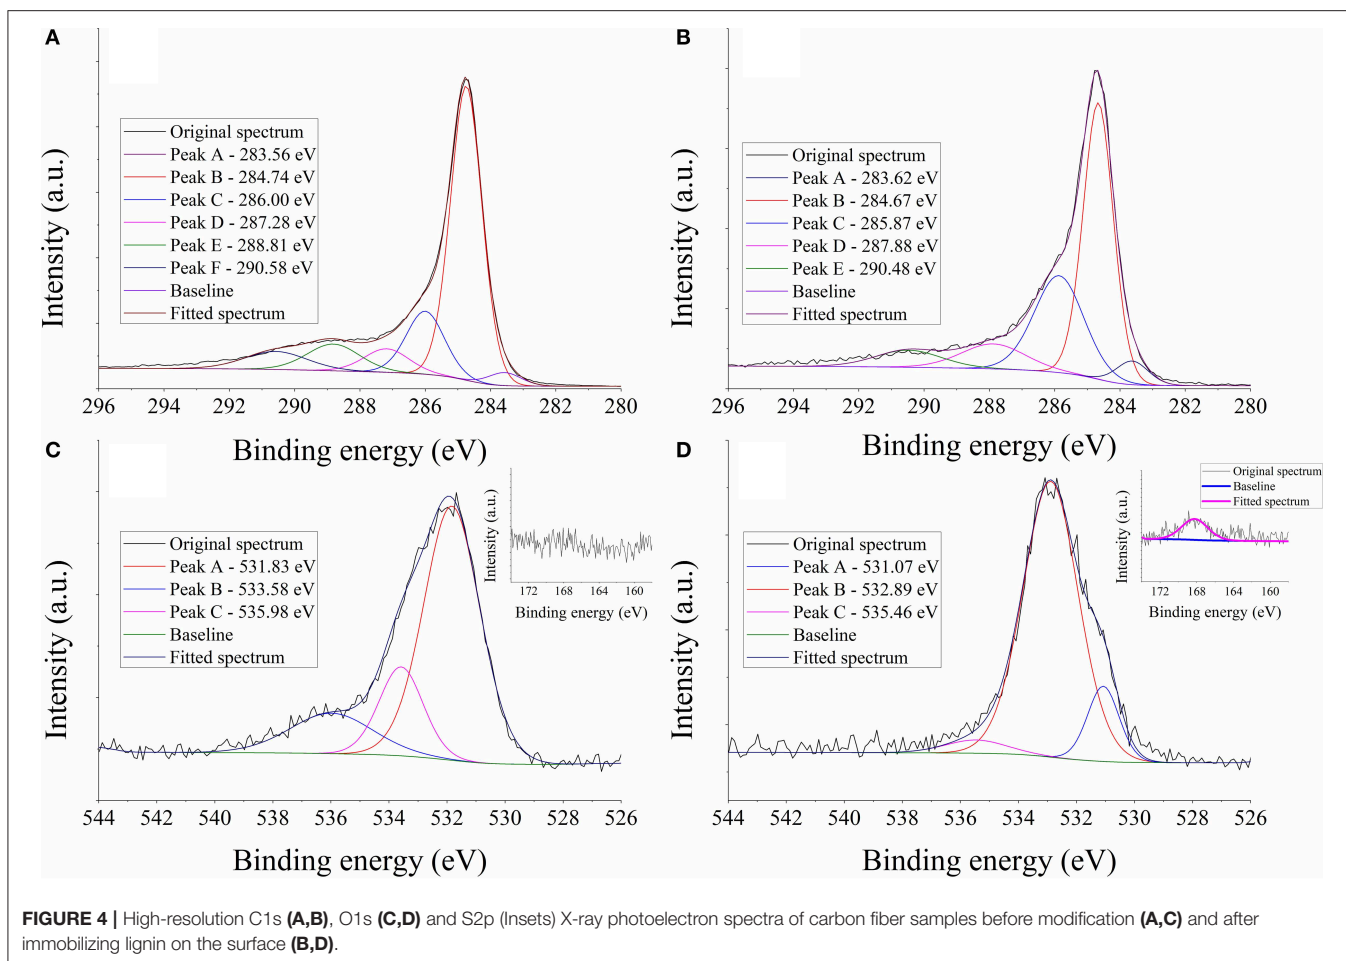 A
Intensity (a.u.)
Original spectrum
Peak A - 283.56 eV
Peak B - 284.74 eV
Peak C - 286.00 eV
Peak D - 287.28 eV
Peak E - 288.81 eV
Peak F - 290.58 eV
Baseline
Fitted spectrum
296 294 292 290 288 286 284 282 280
Binding energy (eV)
B
Intensity (a.u.)
Original spectrum
Peak A - 283.62 eV
Peak B - 284.67 eV
Peak C - 285.87 eV
Peak D - 287.88 eV
Peak E - 290.48 eV
Baseline
Fitted spectrum
296 294 292 290 288 286 284 282 280
Binding energy (eV)
C
Intensity (a.u.)
Original spectrum
Peak A - 531.83 eV
Peak B - 533.58 eV
Peak C - 535.98 eV
Baseline
Fitted spectrum
Intensity (a.u.)
172 168 164 160
Binding energy (eV)
544 542 540 538 536 534 532 530 528 526
Binding energy (eV)
D
Intensity (a.u.)
Original spectrum
Peak A - 531.07 eV
Peak B - 532.89 eV
Peak C - 535.46 eV
Baseline
Fitted spectrum
Original spectrum
Baseline
Fitted spectrum
Intensity (a.u.)
172 168 164 160
Binding energy (eV)
544 542 540 538 536 534 532 530 528 526
Binding energy (eV)
FIGURE 4 | High-resolution C1s (A,B), O1s (C,D) and S2p (Insets) X-ray photoelectron spectra of carbon fiber samples before modification (A,C) and after
immobilizing lignin on the surface (B,D).